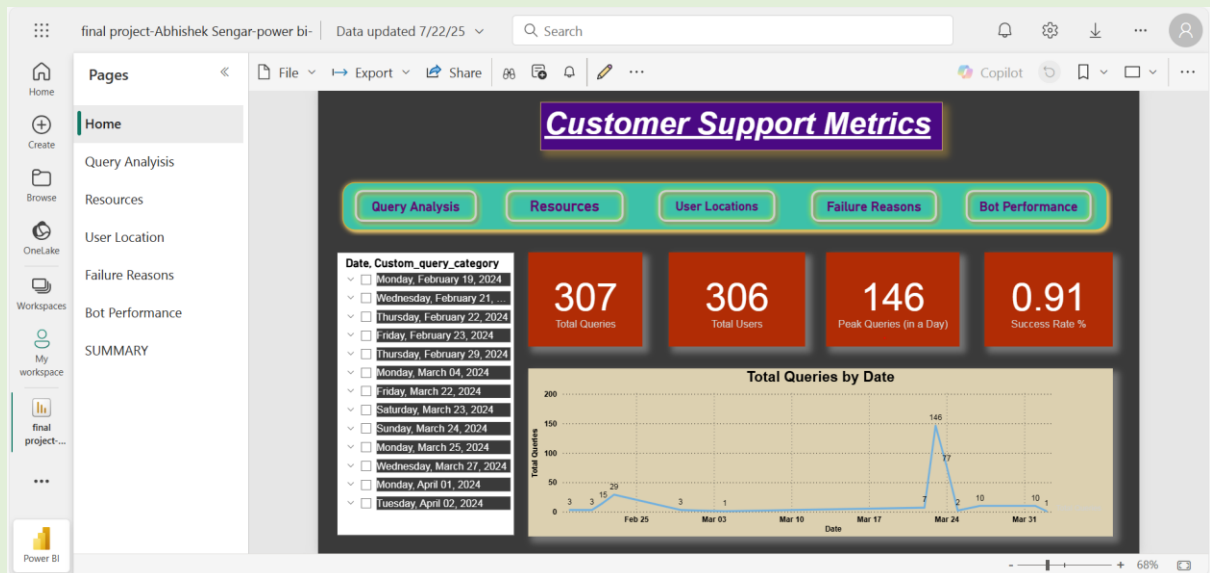 final project-Abhishek Sengar-power bi-
Data updated 7/22/25
Search
Home
Create
Browse
OneLake
Workspaces
My
workspace
final
project-...
Power BI
Pages
Home
Query Analyisis
Resources
User Location
Failure Reasons
Bot Performance
SUMMARY
File
Export
Share
Copilot
Customer Support Metrics
Query Analysis
Resources
User Locations
Failure Reasons
Bot Performance
Date, Custom_query_category
Monday, February 19, 2024
Wednesday, February 21, ...
Thursday, February 22, 2024
Friday, February 23, 2024
Thursday, February 29, 2024
Monday, March 04, 2024
Friday, March 22, 2024
Saturday, March 23, 2024
Sunday, March 24, 2024
Monday, March 25, 2024
Wednesday, March 27, 2024
Monday, April 01, 2024
Tuesday, April 02, 2024
307
Total Queries
306
Total Users
146
Peak Queries (in a Day)
0.91
Success Rate %
Total Queries by Date
Total Queries
200
150
100
50
0
3
3
15
29
3
1
7
146
77
2
10
10
1
Feb 25
Mar 03
Mar 10
Mar 17
Mar 24
Mar 31
Date
- + 68%